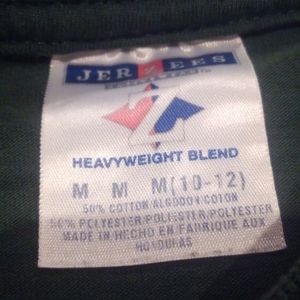 JERZEES
HEAVYWEIGHT BLEND
M M M(10-12)
50% COTTON ALGODON COTON
50% POLYESTER/POLYESTER/POLYESTER
MADE IN HECHO EN FABRIQUE AUX
HONDURAS